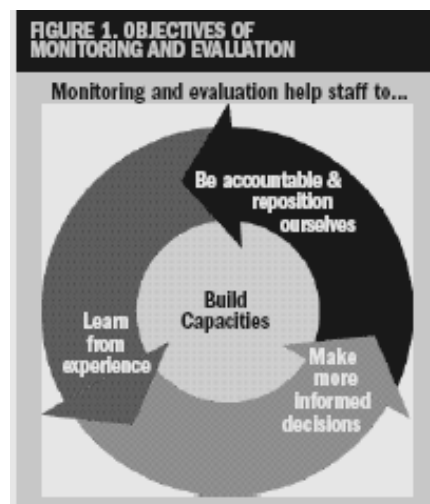 FIGURE 1. OBJECTIVES OF
MONITORING AND EVALUATION
Monitoring and evaluation help staff to...
Be accountable &
reposition
ourselves
Build
Capacities
Learn
from
experience
Make
more
informed
decisions